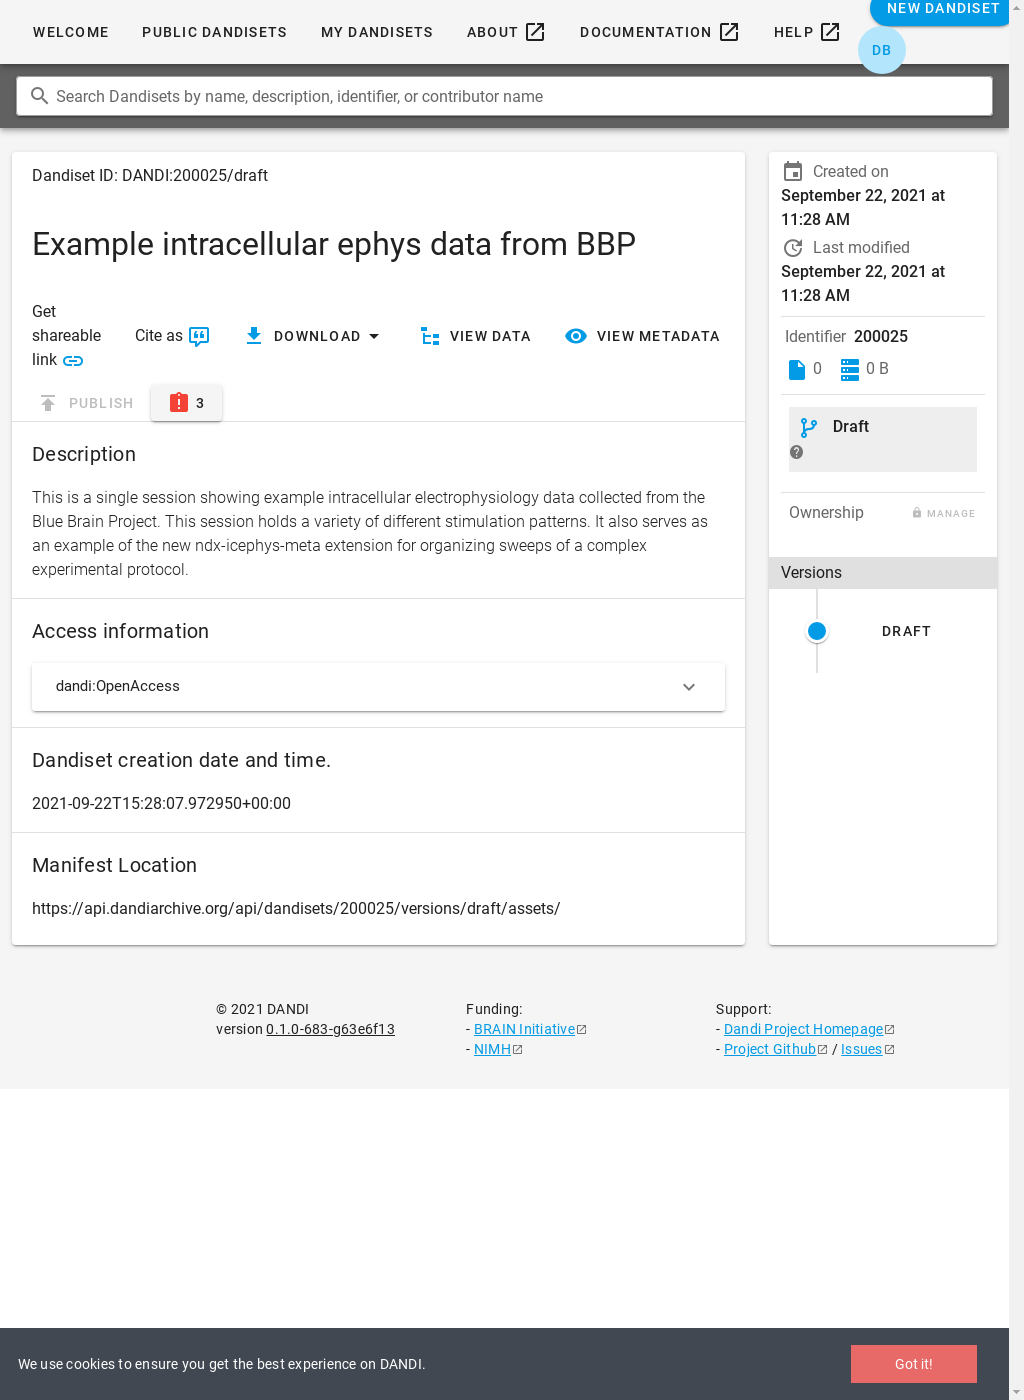 WELCOME PUBLIC DANDISETS MY DANDISETS ABOUT DOCUMENTATION HELP NEW DANDISET
DB
Search Dandisets by name, description, identifier, or contributor name
Dandiset ID: DANDI:200025/draft
Example intracellular ephys data from BBP
Get
shareable
link
Cite as DOWNLOAD VIEW DATA VIEW METADATA
PUBLISH 3
Description
This is a single session showing example intracellular electrophysiology data collected from the
Blue Brain Project. This session holds a variety of different stimulation patterns. It also serves as
an example of the new ndx-icephys-meta extension for organizing sweeps of a complex
experimental protocol.
Access information
dandi:OpenAccess
Dandiset creation date and time.
2021-09-22T15:28:07.972950+00:00
Manifest Location
https://api.dandiarchive.org/api/dandisets/200025/versions/draft/assets/
Created on
September 22, 2021 at
11:28 AM
Last modified
September 22, 2021 at
11:28 AM
Identifier 200025
0 0 B
Draft
Ownership MANAGE
Versions
DRAFT
© 2021 DANDI
version 0.1.0-683-g63e6f13
Funding:
- BRAIN Initiative
- NIMH
Support:
- Dandi Project Homepage
- Project Github / Issues
We use cookies to ensure you get the best experience on DANDI.
Got it!